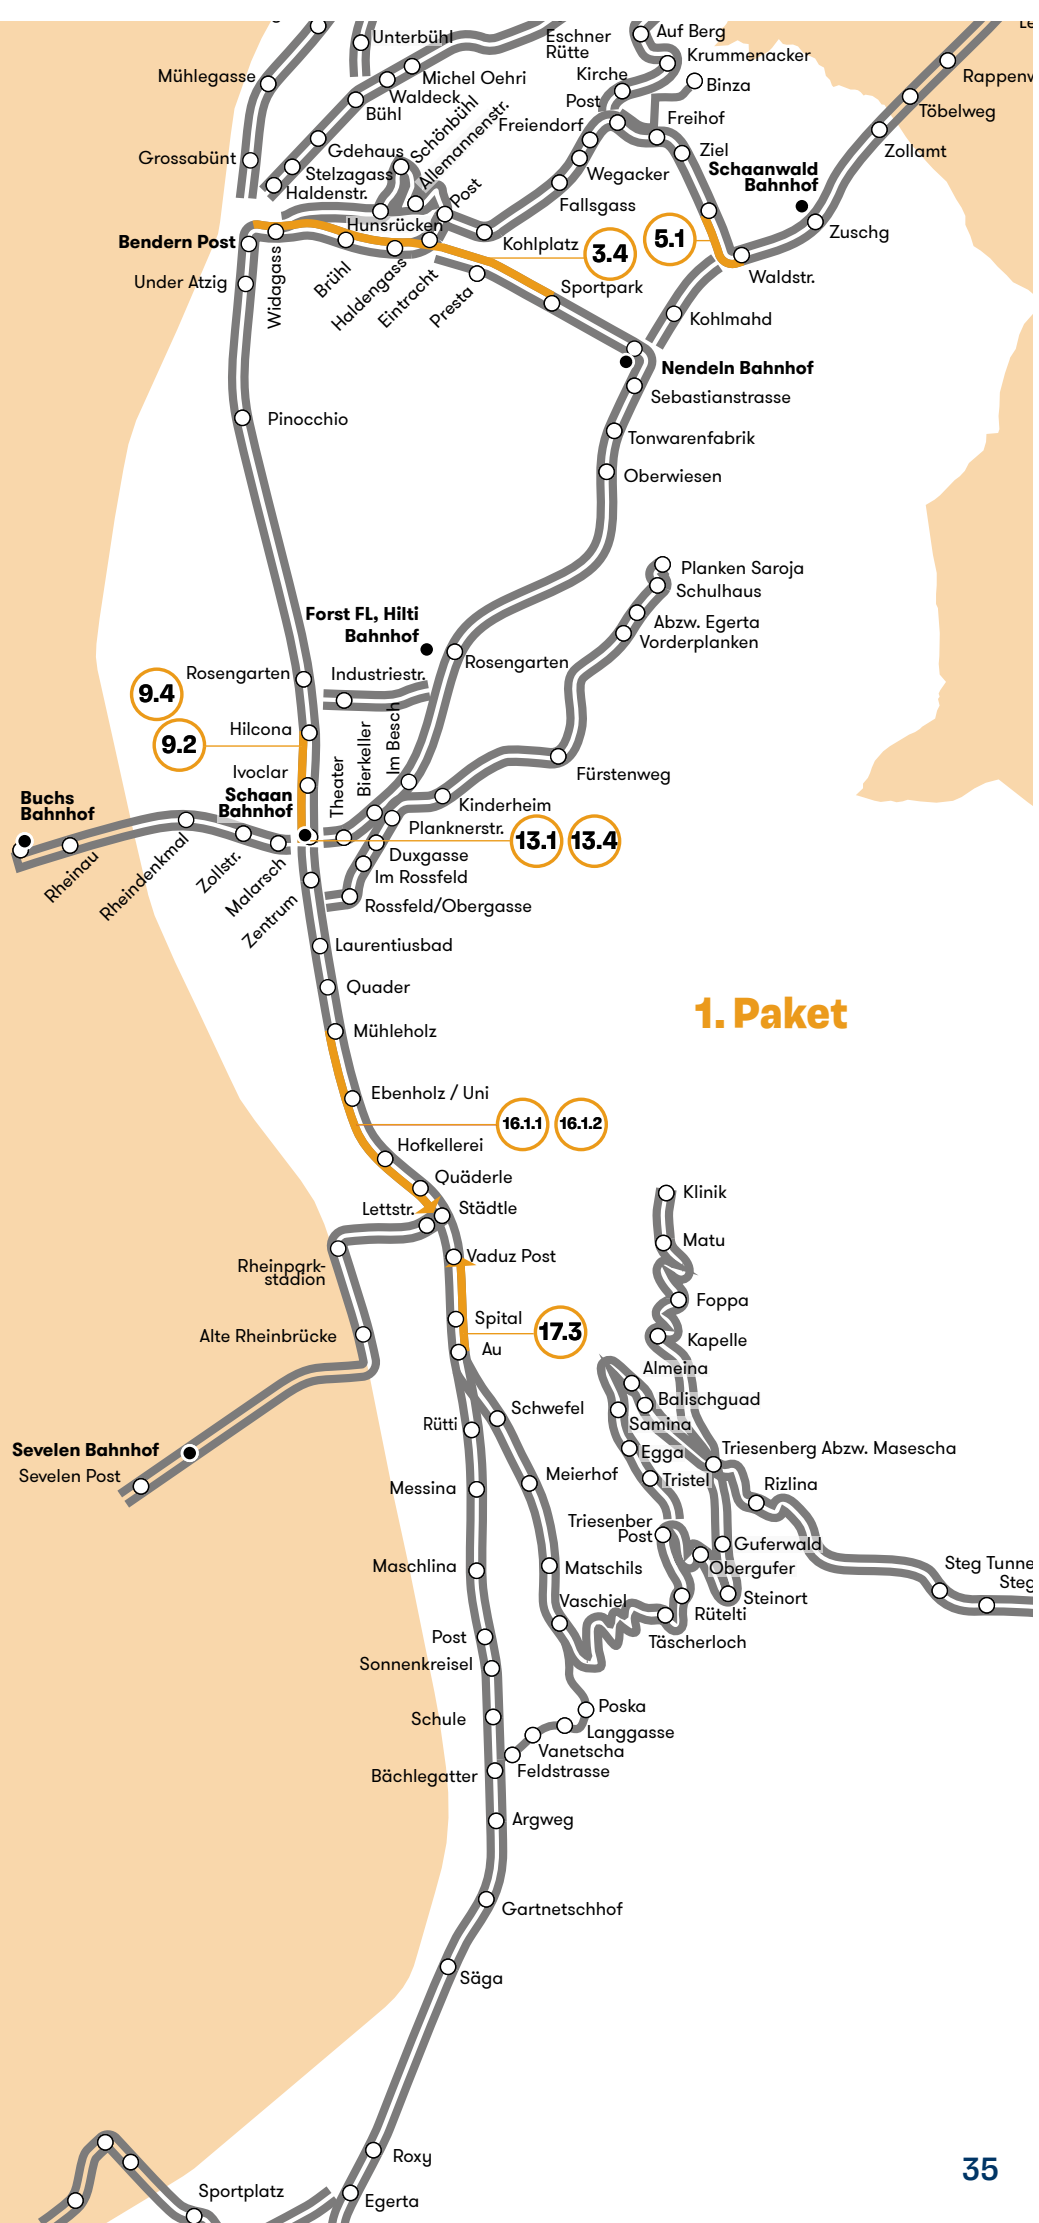 Unterbühl
Eschner
Rütte
Auf Berg
Krummenacker
Mühlegasse
Michel Oehri
Kirche
Binza
Waldeck
Post
Töbelweg
Bühl
Schönbühl
Allemannenstr.
Freiendorf
Freihof
Grossabünt
Gdehaus
Ziel
Zollamt
Stelzagass
Wegacker
Schaanwald
Bahnhof
Haldenstr.
Post
Fallsgass
Hunsrücken
Zuschg
Bendern Post
Kohlplatz
3.4
5.1
Under Atzig
Widagass
Brühl
Haldengass
Eintracht
Presta
Sportpark
Waldstr.
Kohlmahd
Nendeln Bahnhof
Sebastianstrasse
Pinocchio
Tonwarenfabrik
Oberwiesen
Planken Saroja
Schulhaus
Forst FL, Hilti
Bahnhof
Abzw. Egerta
Vorderplanken
Rosengarten
Rosengarten
Industriestr.
9.4
9.2
Hilcona
Im Besch
Bierkeller
Theater
Ivoclar
Fürstenweg
Schaan
Bahnhof
Buchs
Bahnhof
Kinderheim
Planknerstr.
13.1
13.4
Rheinau
Rheindenkmal
Zollstr.
Malarsch
Zentrum
Duxgasse
Im Rossfeld
Rossfeld/Obergasse
Laurentiusbad
Quader
1. Paket
Mühleholz
Ebenholz / Uni
16.1.1
16.1.2
Hofkellerei
Quäderle
Lettstr.
Städtle
Klinik
Matu
Vaduz Post
Rheinpark-
stadion
Foppa
Spital
17.3
Alte Rheinbrücke
Au
Kapelle
Almeina
Balischguad
Schwefel
Rütti
Samina
Sevelen Bahnhof
Egga
Triesenberg Abzw. Masescha
Sevelen Post
Meierhof
Tristel
Rizlina
Messina
Triesenber
Post
Guferwald
Maschlina
Matschils
Obergufer
Steg Tunne
Steg
Vaschiel
Steinort
Rütelti
Post
Täscherloch
Sonnenkreisel
Poska
Schule
Langgasse
Vanetscha
Bächlegatter
Feldstrasse
Argweg
Gartnetschhof
Säga
Roxy
35
Sportplatz
Egerta